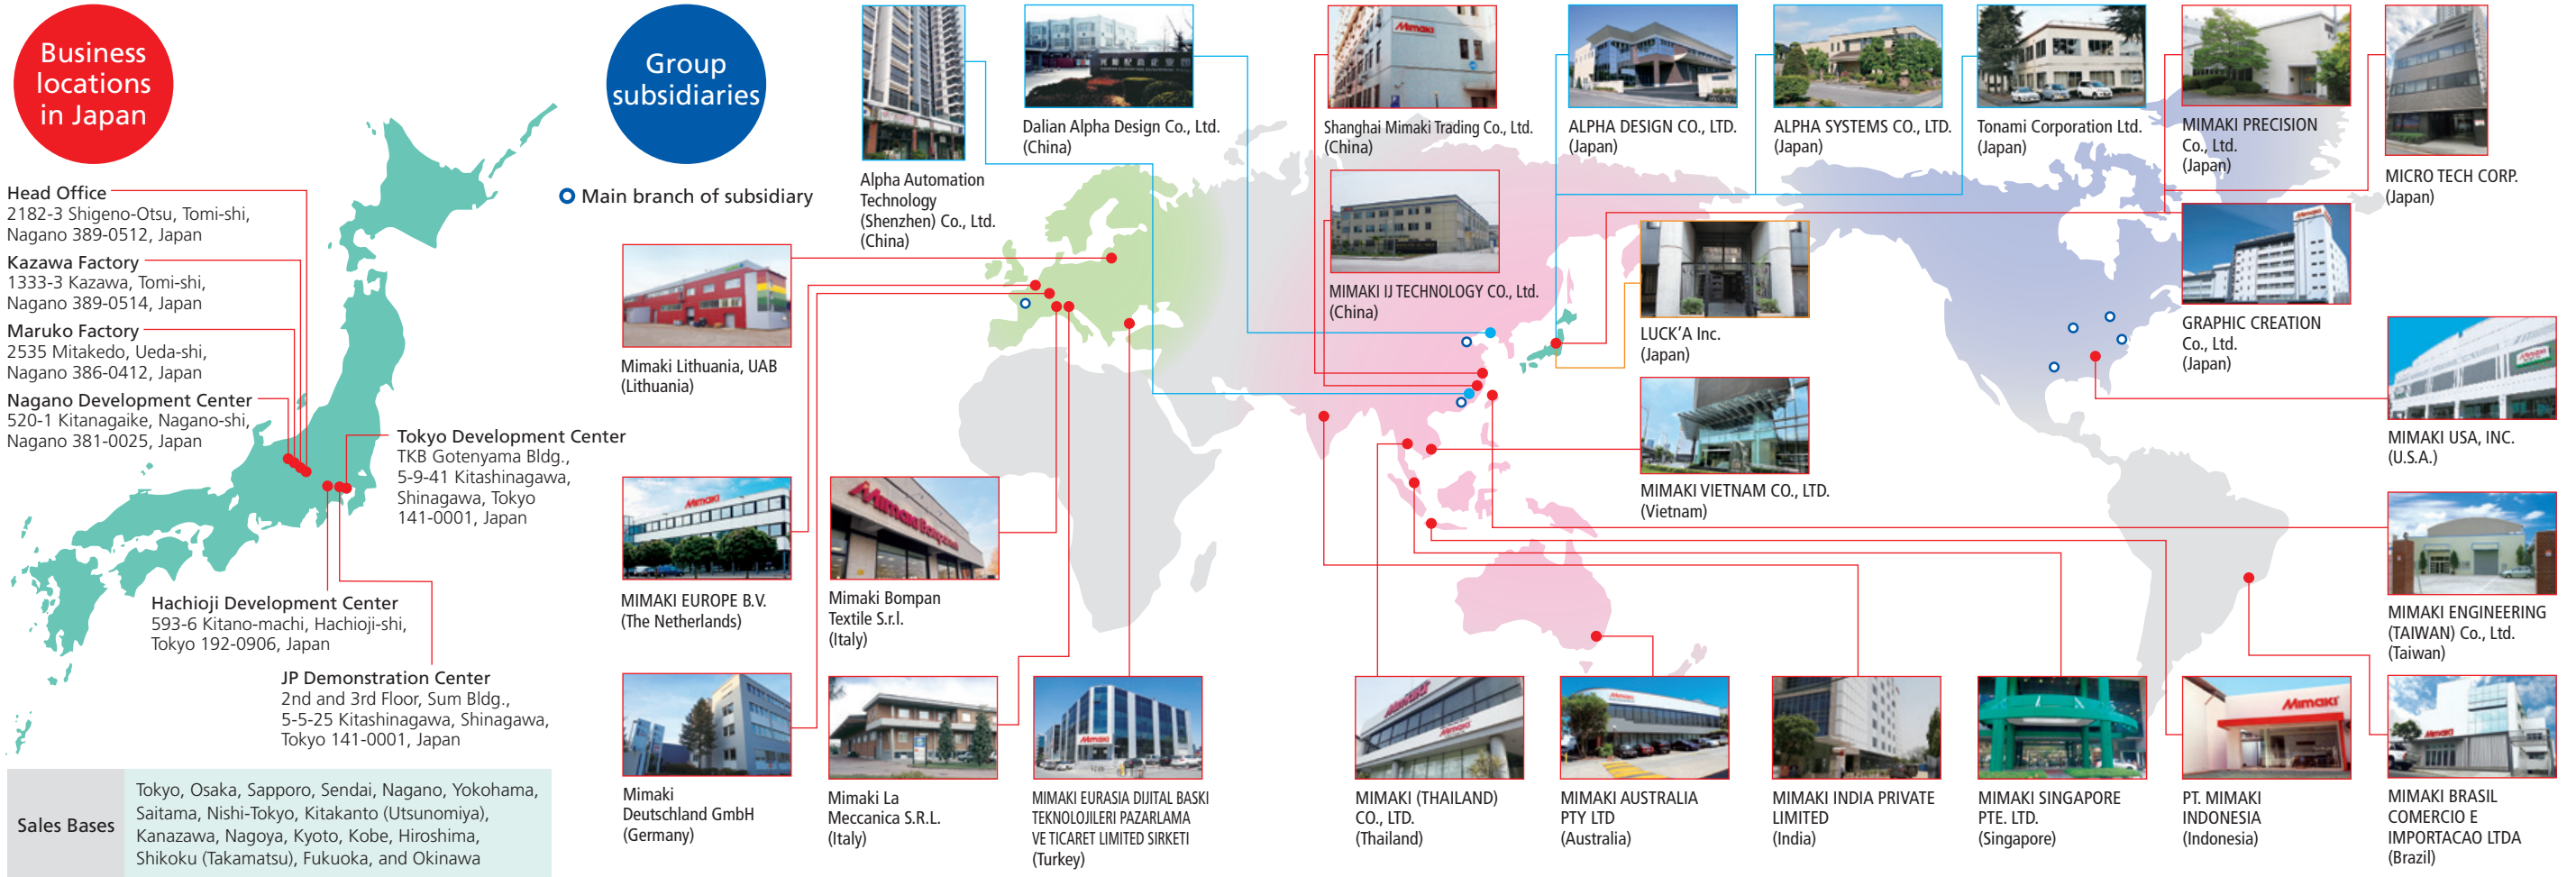 Business
locations
in Japan
Head Office
2182-3 Shigeno-Otsu, Tomi-shi,
Nagano 389-0512, Japan
Kazawa Factory
1333-3 Kazawa, Tomi-shi,
Nagano 389-0514, Japan
Maruko Factory
2535 Mitakedo, Ueda-shi,
Nagano 386-0412, Japan
Nagano Development Center
520-1 Kitanagaike, Nagano-shi,
Nagano 381-0025, Japan
Tokyo Development Center
TKB Gotenyama Bldg.,
5-9-41 Kitashinagawa,
Shinagawa, Tokyo
141-0001, Japan
Hachioji Development Center
593-6 Kitano-machi, Hachioji-shi,
Tokyo 192-0906, Japan
JP Demonstration Center
2nd and 3rd Floor, Sum Bldg.,
5-5-25 Kitashinagawa, Shinagawa,
Tokyo 141-0001, Japan
Sales Bases
Tokyo, Osaka, Sapporo, Sendai, Nagano, Yokohama,
Saitama, Nishi-Tokyo, Kitakanto (Utsunomiya),
Kanazawa, Nagoya, Kyoto, Kobe, Hiroshima,
Shikoku (Takamatsu), Fukuoka, and Okinawa
Group
subsidiaries
Main branch of subsidiary
Alpha Automation
Technology
(Shenzhen) Co., Ltd.
(China)
Dalian Alpha Design Co., Ltd.
(China)
Mimaki
Shanghai Mimaki Trading Co., Ltd.
(China)
MIMAKI IJ TECHNOLOGY CO., Ltd.
(China)
ALPHA DESIGN CO., LTD.
(Japan)
ALPHA SYSTEMS CO., LTD.
(Japan)
Tonami Corporation Ltd.
(Japan)
MIMAKI PRECISION
Co., Ltd.
(Japan)
MICRO TECH CORP.
(Japan)
LUCK'A Inc.
(Japan)
Mimaki
GRAPHIC CREATION
Co., Ltd.
(Japan)
Mimaki
MIMAKI USA, INC.
(U.S.A.)
Mimaki Lithuania, UAB
(Lithuania)
MIMAKI VIETNAM CO., LTD.
(Vietnam)
Mimaki
MIMAKI EUROPE B.V.
(The Netherlands)
Mimaki Bompan
Mimaki Bompan
Textile S.r.l.
(Italy)
MIMAKI ENGINEERING
(TAIWAN) Co., Ltd.
(Taiwan)
Mimaki
Deutschland GmbH
(Germany)
Mimaki La
Meccanica S.R.L.
(Italy)
Mimaki
MIMAKI EURASIA DIJITAL BASKI
TEKNOLOJILERI PAZARLAMA
VE TICARET LIMITED SIRKETI
(Turkey)
Mimaki
Mimaki
MIMAKI (THAILAND)
CO., LTD.
(Thailand)
Mimaki
MIMAKI AUSTRALIA
PTY LTD
(Australia)
MIMAKI INDIA PRIVATE
LIMITED
(India)
MIMAKI SINGAPORE
PTE. LTD.
(Singapore)
Mimaki
PT. MIMAKI
INDONESIA
(Indonesia)
Mimaki
MIMAKI BRASIL
COMERCIO E
IMPORTACAO LTDA
(Brazil)